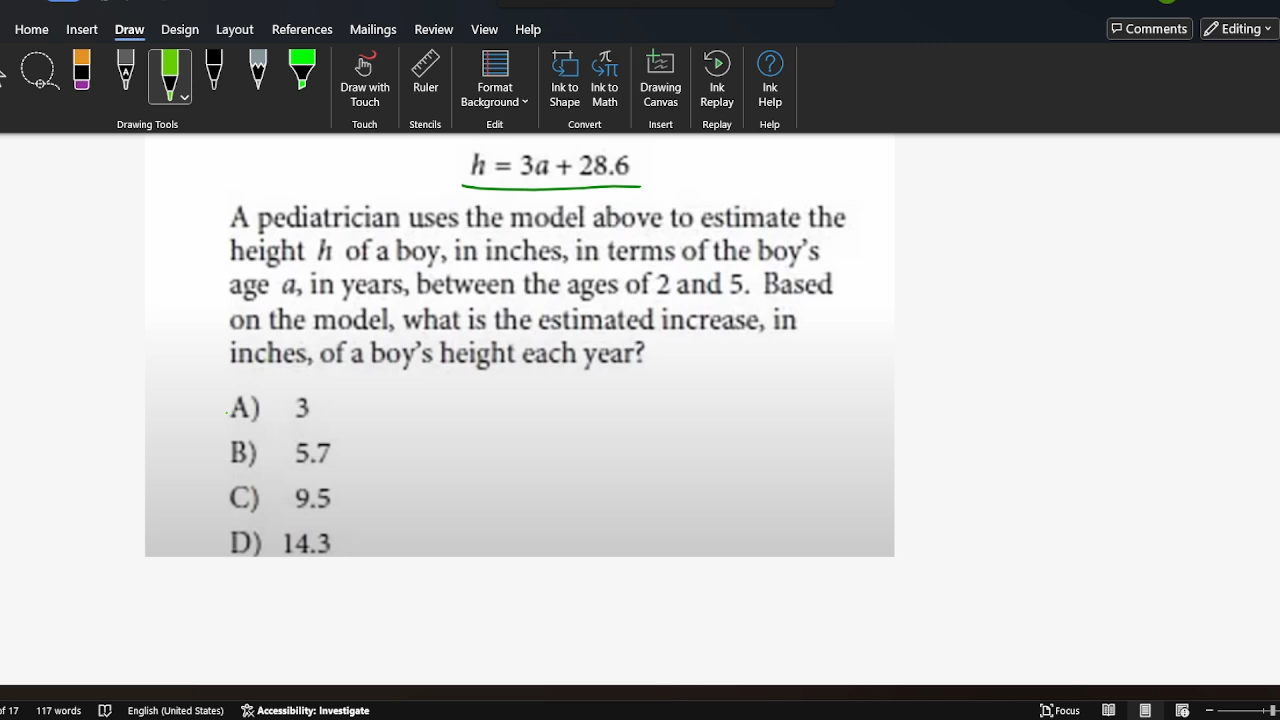 Home Insert Draw Design Layout References Mailings Review View Help Comments Editing
Draw with Touch
Ruler
Format Background
Ink to Shape
Ink to Math
Drawing Canvas
Ink Replay
Ink Help
Drawing Tools Touch Stencils Edit Convert Insert Replay Help
h = 3a + 28.6
A pediatrician uses the model above to estimate the
height h of a boy, in inches, in terms of the boy's
age a, in years, between the ages of 2 and 5. Based
on the model, what is the estimated increase, in
inches, of a boy's height each year?
A) 3
B) 5.7
C) 9.5
D) 14.3
of 17 117 words English (United States) Accessibility: Investigate Focus